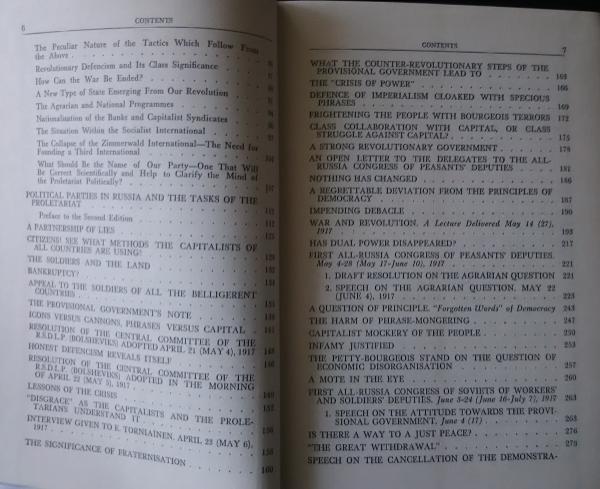 6
CONTENTS
The Peculiar Nature of the Tactics Which Follow From
the Above
Revolutionary Defencism and Its Class Significance
How Can the War Be Ended?
A New Type of State Emerging From Our Revolution
The Agrarian and National Programmes
Nationalisation of the Banks and Capitalist Syndicates
The Situation Within the Socialist International
The Collapse of the Zimmerwald International—The Need for
Founding a Third International
What Should Be the Name of Our Party—One That Will
Be Correct Scientifically and Help to Clarify the Mind of
the Proletariat Politically?
POLITICAL PARTIES IN RUSSIA AND THE TASKS OF THE
PROLETARIAT
Preface to the Second Edition
A PARTNERSHIP OF LIES
CITIZENS! SEE WHAT METHODS THE CAPITALISTS OF
ALL COUNTRIES ARE USING!
THE SOLDIERS AND THE LAND
BANKRUPTCY?
APPEAL TO THE SOLDIERS OF ALL THE BELLIGERENT
COUNTRIES
THE PROVISIONAL GOVERNMENT'S NOTE
ICONS VERSUS CANNONS, PHRASES VERSUS CAPITAL
RESOLUTION OF THE CENTRAL COMMITTEE OF THE
R.S.D.L.P. (BOLSHEVIKS) ADOPTED APRIL 21 (MAY 4), 1917
HONEST DEFENCISM REVEALS ITSELF
RESOLUTION OF THE CENTRAL COMMITTEE OF THE
R.S.D.L.P. (BOLSHEVIKS) ADOPTED IN THE MORNING
OF APRIL 22 (MAY 5), 1917
LESSONS OF THE CRISIS
"DISGRACE" AS THE CAPITALISTS AND THE PROLE-
TARIANS UNDERSTAND IT
INTERVIEW GIVEN TO E. TORNIAINEN. APRIL 23 (MAY 6),
1917
THE SIGNIFICANCE OF FRATERNISATION . . . 160
CONTENTS
7
WHAT THE COUNTER-REVOLUTIONARY STEPS OF THE
PROVISIONAL GOVERNMENT LEAD TO . . . 163
THE "CRISIS OF POWER" . . . 166
DEFENCE OF IMPERIALISM CLOAKED WITH SPECIOUS
PHRASES . . . 169
FRIGHTENING THE PEOPLE WITH BOURGEOIS TERRORS 172
CLASS COLLABORATION WITH CAPITAL, OR CLASS
STRUGGLE AGAINST CAPITAL? . . . 175
A STRONG REVOLUTIONARY GOVERNMENT . . . 178
AN OPEN LETTER TO THE DELEGATES TO THE ALL-
RUSSIA CONGRESS OF PEASANTS' DEPUTIES . . . 181
NOTHING HAS CHANGED . . . 186
A REGRETTABLE DEVIATION FROM THE PRINCIPLES OF
DEMOCRACY . . . 187
IMPENDING DEBACLE . . . 190
WAR AND REVOLUTION. A Lecture Delivered May 14 (27),
1917 . . . 193
HAS DUAL POWER DISAPPEARED? . . . 217
FIRST ALL-RUSSIA CONGRESS OF PEASANTS' DEPUTIES.
May 4-28 (May 17-June 10), 1917 . . . 221
1. DRAFT RESOLUTION ON THE AGRARIAN QUESTION 221
2. SPEECH ON THE AGRARIAN QUESTION. MAY 22
(JUNE 4), 1917 . . . 223
A QUESTION OF PRINCIPLE. "Forgotten Words" of Democracy 243
THE HARM OF PHRASE-MONGERING . . . 247
CAPITALIST MOCKERY OF THE PEOPLE . . . 250
INFAMY JUSTIFIED . . . 253
THE PETTY-BOURGEOIS STAND ON THE QUESTION OF
ECONOMIC DISORGANISATION . . . 257
A MOTE IN THE EYE . . . 260
FIRST ALL-RUSSIA CONGRESS OF SOVIETS OF WORKERS'
AND SOLDIERS' DEPUTIES. June 3-24 (June 16-July 7), 1917 263
1. SPEECH ON THE ATTITUDE TOWARDS THE PROVI-
SIONAL GOVERNMENT. June 4 (17) . . . 263
IS THERE A WAY TO A JUST PEACE? . . . 276
"THE GREAT WITHDRAWAL" . . . 279
SPEECH ON THE CANCELLATION OF THE DEMONSTRA-